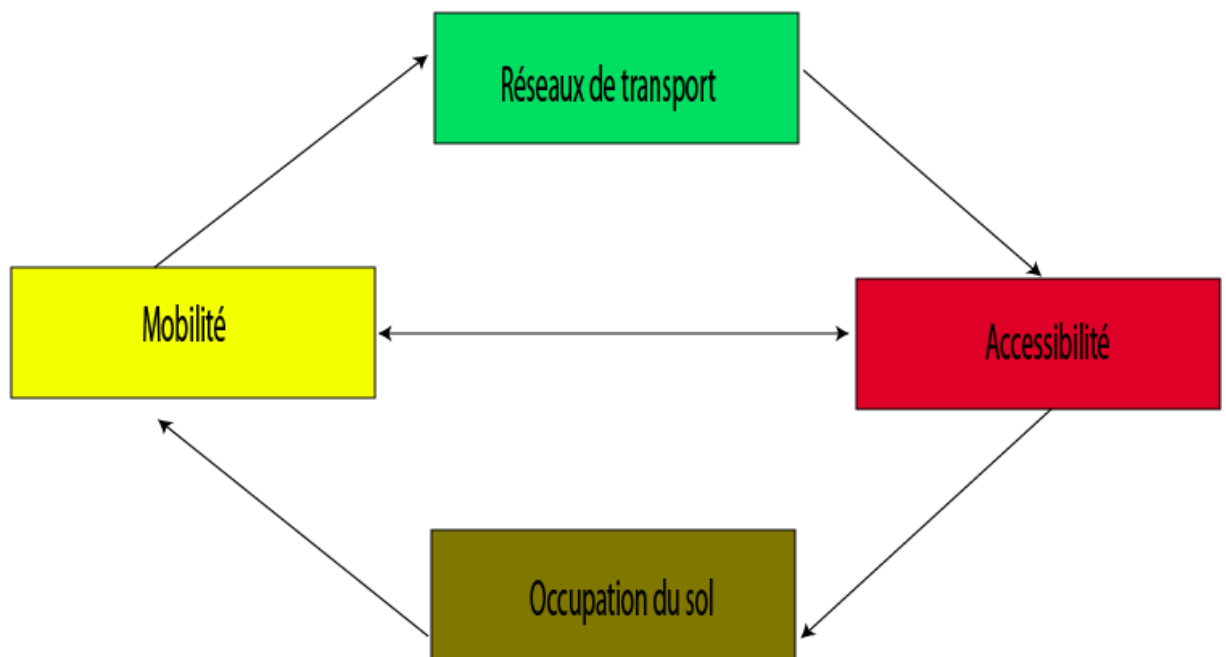 Réseaux de transport
Mobilité
Accessibilité
Occupation du sol